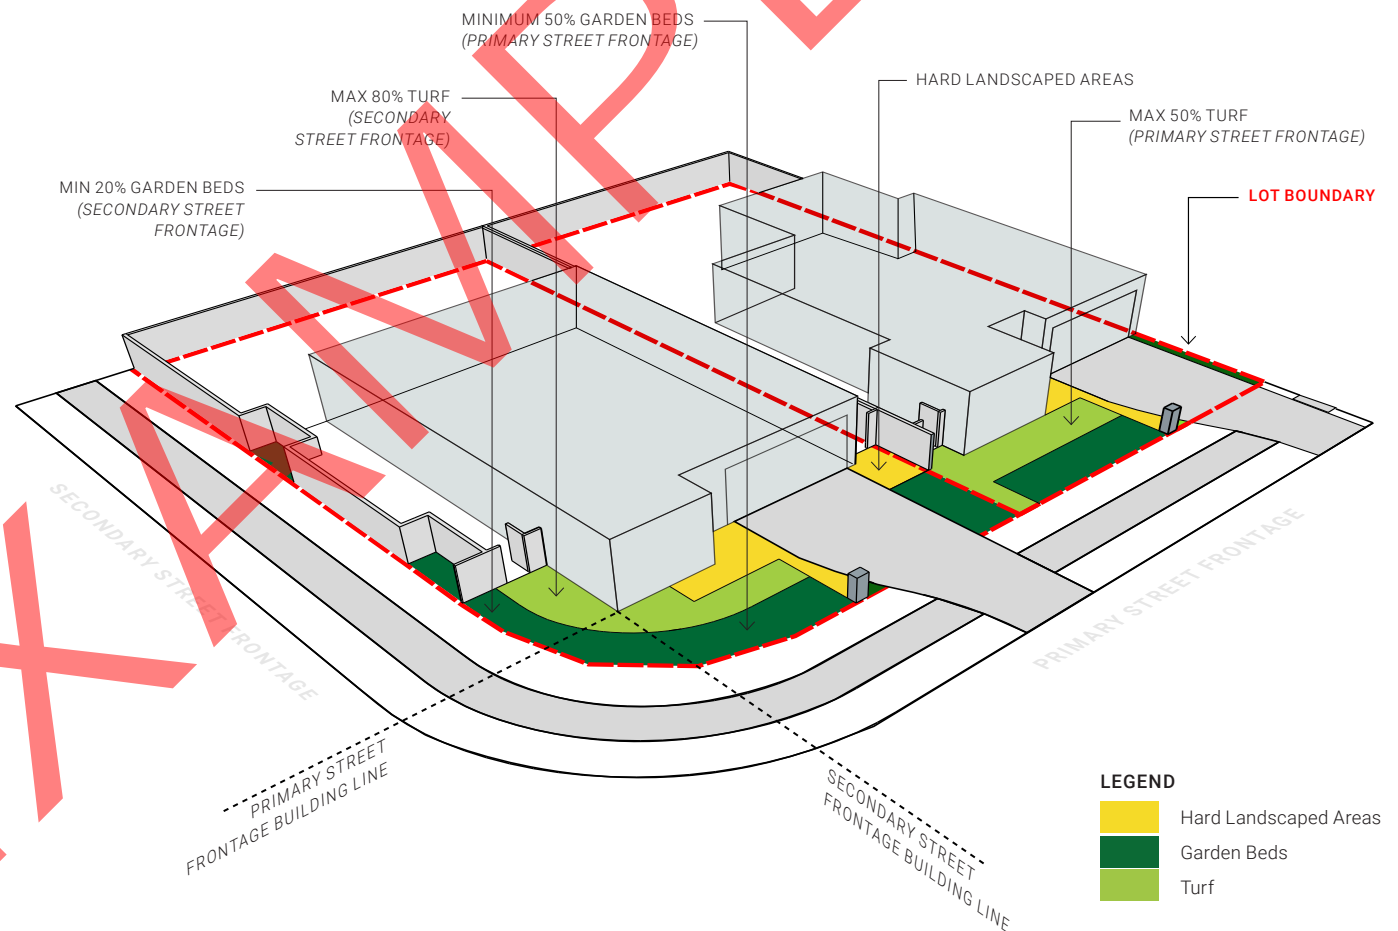 MINIMUM 50% GARDEN BEDS
(PRIMARY STREET FRONTAGE)
HARD LANDSCAPED AREAS
MAX 80% TURF
(SECONDARY
STREET FRONTAGE)
MAX 50% TURF
(PRIMARY STREET FRONTAGE)
MIN 20% GARDEN BEDS
(SECONDARY STREET
FRONTAGE)
LOT BOUNDARY
SECONDARY STREET FRONTAGE
PRIMARY STREET FRONTAGE
PRIMARY STREET
FRONTAGE BUILDING LINE
SECONDARY STREET
FRONTAGE BUILDING LINE
LEGEND
Hard Landscaped Areas
Garden Beds
Turf
EXAMPLE